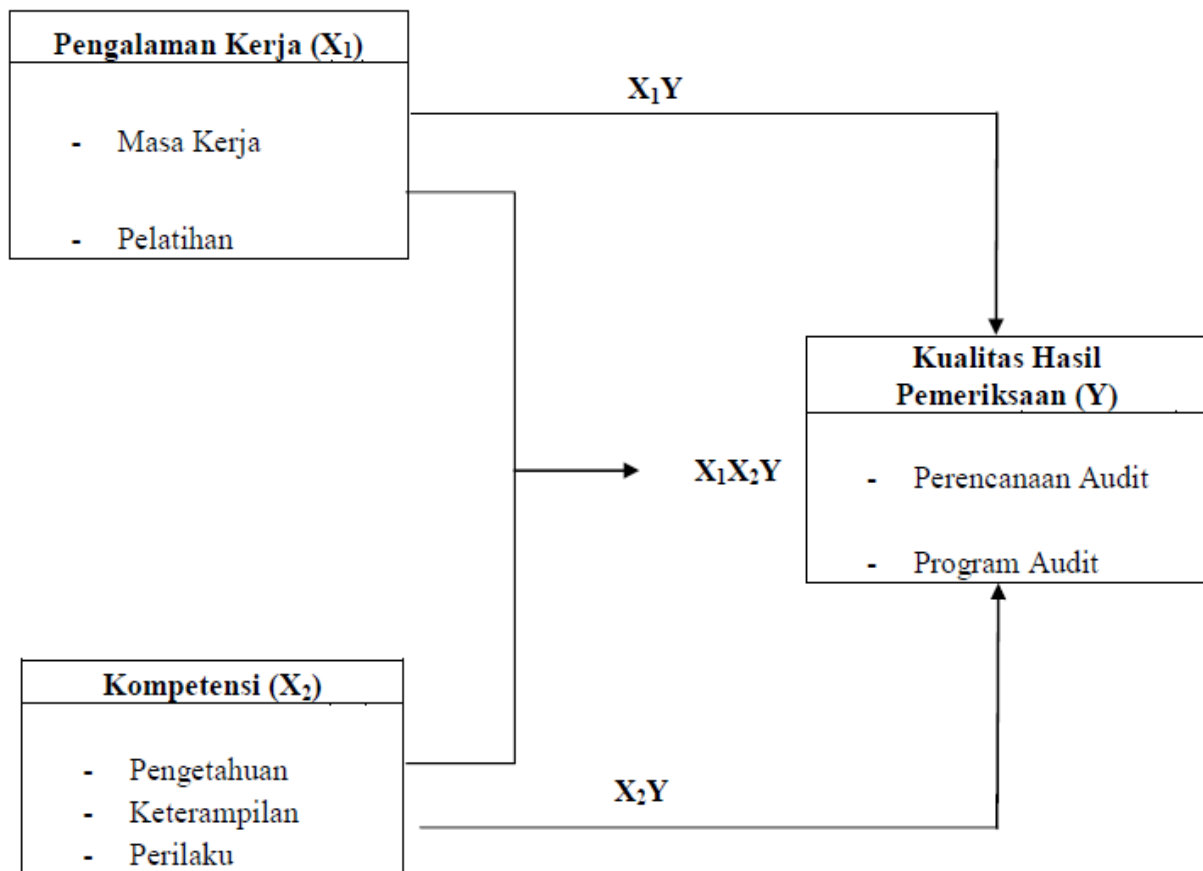 Pengalaman Kerja (X₁)
- Masa Kerja
- Pelatihan
X₁Y
Kualitas Hasil
Pemeriksaan (Y)
- Perencanaan Audit
- Program Audit
X₁X₂Y
Kompetensi (X₂)
- Pengetahuan
- Keterampilan
- Perilaku
X₂Y